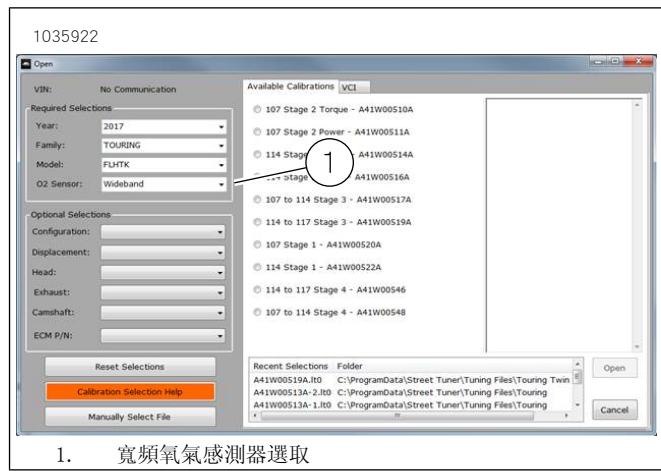 1035922
Open
VIN: No Communication
Required Selections
Year: 2017
Family: TOURING
Model: FLHTK
O2 Sensor: Wideband
Optional Selections
Configuration:
Displacement:
Head:
Exhaust:
Camshaft:
ECM P/N:
Reset Selections
Calibration Selection Help
Manually Select File
Available Calibrations VCI
107 Stage 2 Torque - A41W00510A
107 Stage 2 Power - A41W00511A
114 Stage A41W00514A
Stage A41W00516A
107 to 114 Stage 3 - A41W00517A
114 to 117 Stage 3 - A41W00519A
107 Stage 1 - A41W00520A
114 Stage 1 - A41W00522A
114 to 117 Stage 4 - A41W00546
107 to 114 Stage 4 - A41W00548
1
Recent Selections Folder
A41W00519A.lt0 C:\ProgramData\Street Tuner\Tuning Files\Touring Twin
A41W00513A-2.lt0 C:\ProgramData\Street Tuner\Tuning Files\Touring
A41W00513A-1.lt0 C:\ProgramData\Street Tuner\Tuning Files\Touring
Open
Cancel
1. 寬頻氧氣感測器選取